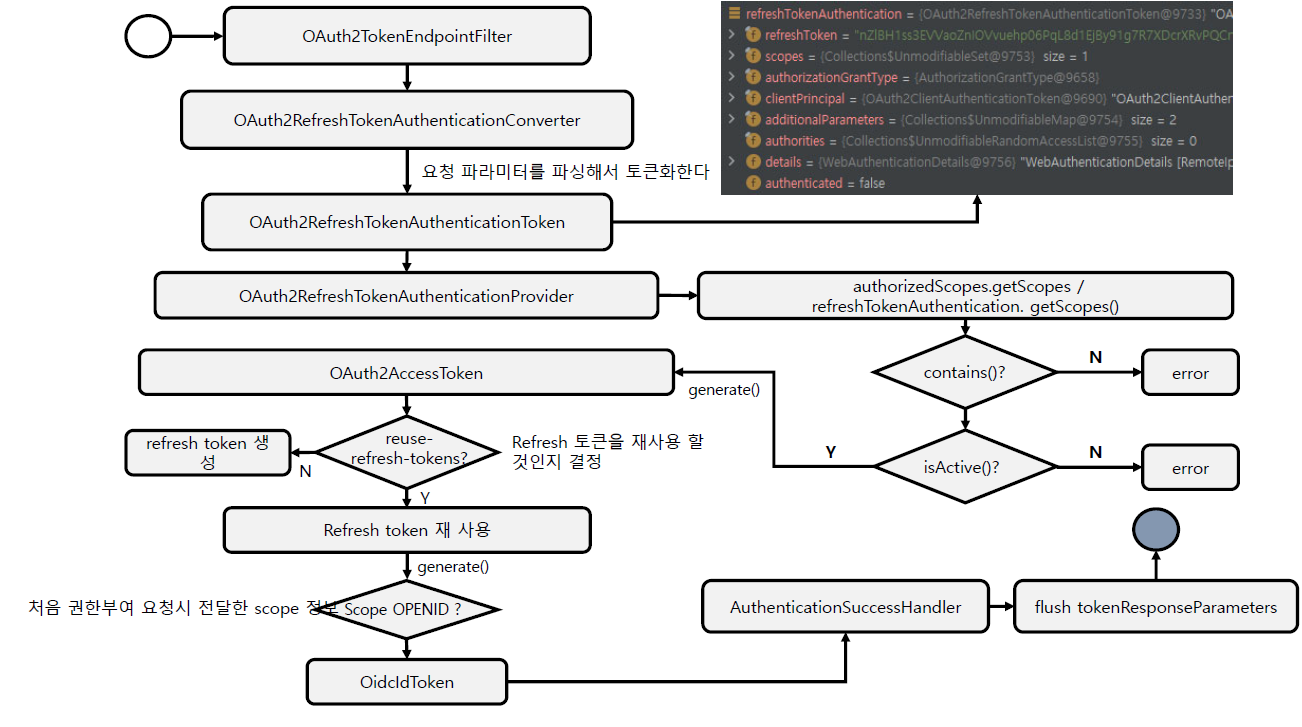 OAuth2TokenEndpointFilter
OAuth2RefreshTokenAuthenticationConverter
요청 파라미터를 파싱해서 토큰화한다
refreshTokenAuthentication = {OAuth2RefreshTokenAuthenticationToken@9733} "OA
refreshToken =
scopes = {Collections$UnmodifiableSet@9753} size = 1
authorizationGrantType = {AuthorizationGrantType@9658}
clientPrincipal = {OAuth2ClientAuthenticationToken@9690} "OAuth2ClientAuthen
additionalParameters = {Collections$UnmodifiableMap@9754} size = 2
authorities = {Collections$UnmodifiableRandomAccessList@9755} size = 0
details = {WebAuthenticationDetails@9756} "WebAuthenticationDetails [RemoteIp
authenticated = false
OAuth2RefreshTokenAuthenticationToken
OAuth2RefreshTokenAuthenticationProvider
authorizedScopes.getScopes /
refreshTokenAuthentication. getScopes()
contains()?
N
error
isActive()?
N
error
Y
generate()
OAuth2AccessToken
reuse-
refresh-tokens?
Refresh 토큰을 재사용 할
것인지 결정
N
refresh token 생
성
Y
Refresh token 재 사용
generate()
처음 권한부여 요청시 전달한 scope 정보
Scope OPENID ?
OidcIdToken
AuthenticationSuccessHandler
flush tokenResponseParameters